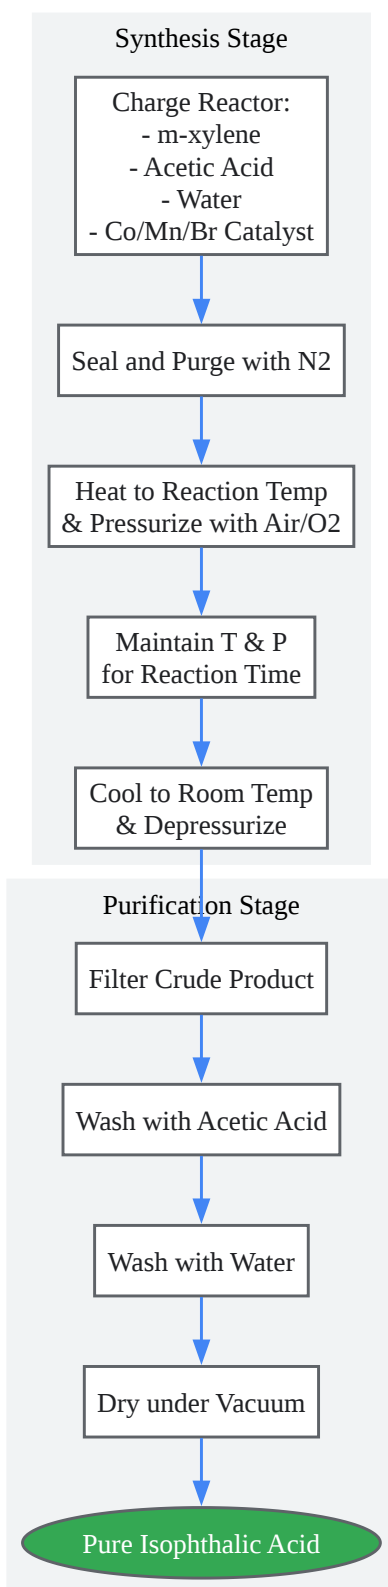 Synthesis Stage
Charge Reactor:
- m-xylene
- Acetic Acid
- Water
- Co/Mn/Br Catalyst
Seal and Purge with N2
Heat to Reaction Temp
& Pressurize with Air/O2
Maintain T & P
for Reaction Time
Cool to Room Temp
& Depressurize
Purification Stage
Filter Crude Product
Wash with Acetic Acid
Wash with Water
Dry under Vacuum
Pure Isophthalic Acid